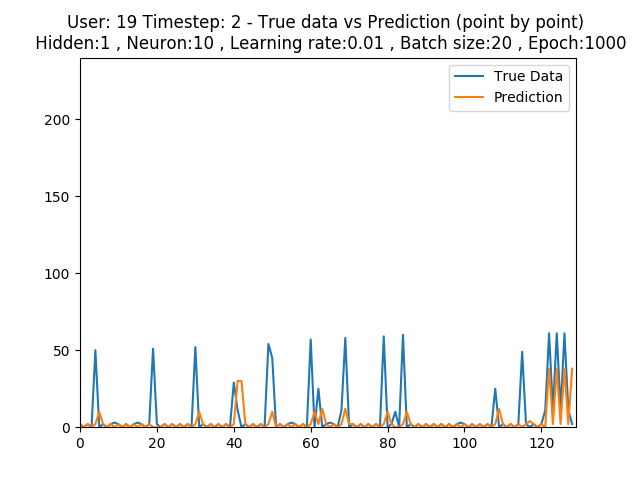 User: 19 Timestep: 2 - True data vs Prediction (point by point)
Hidden:1 , Neuron:10 , Learning rate:0.01 , Batch size:20 , Epoch:1000
True Data
Prediction
200
150
100
50
0
0 20 40 60 80 100 120